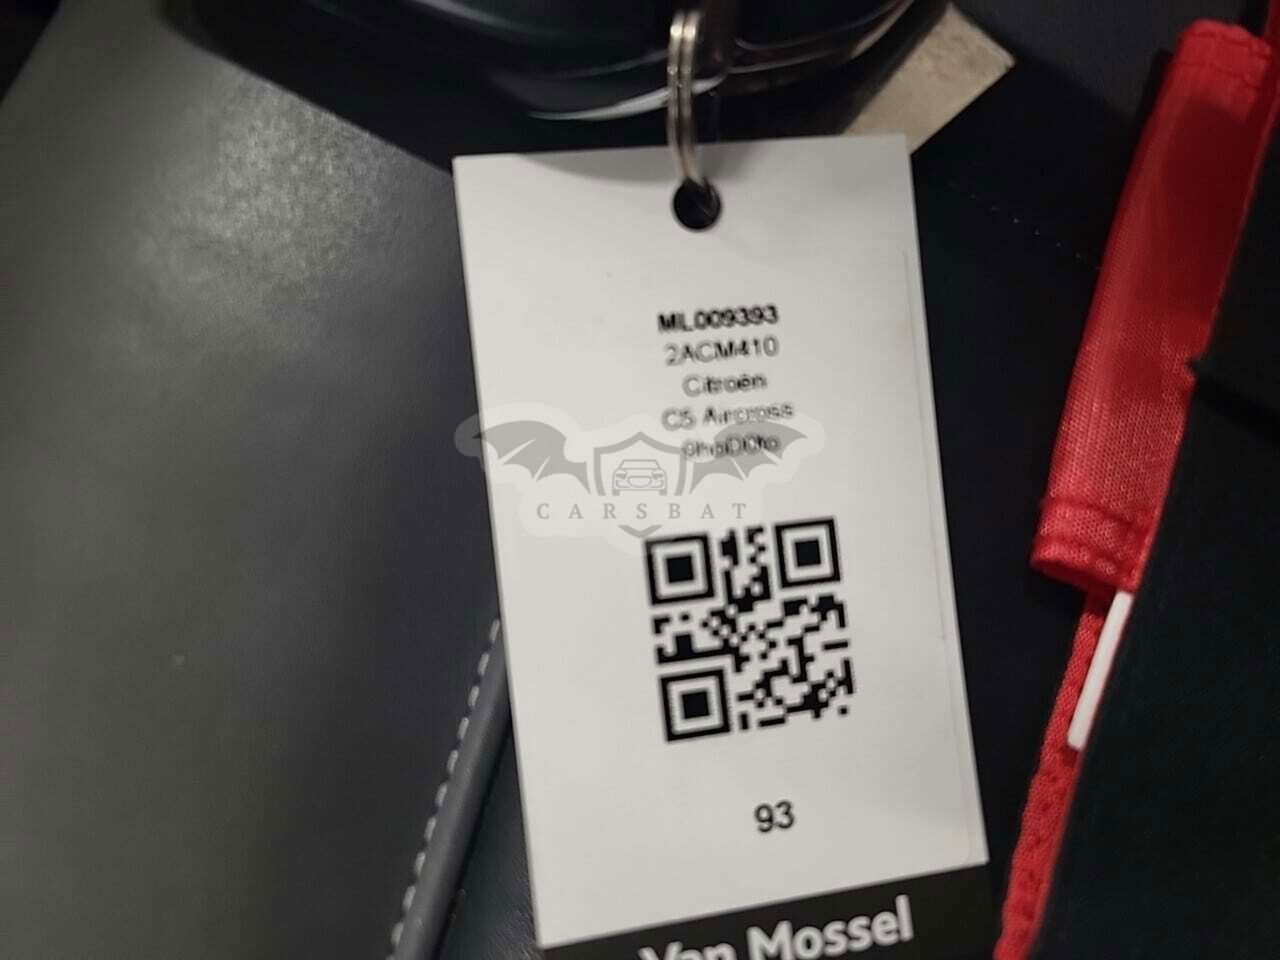 ML009393
2ACM410
Citroën
C5 Aircross
CARSBAT
93
Van Mossel